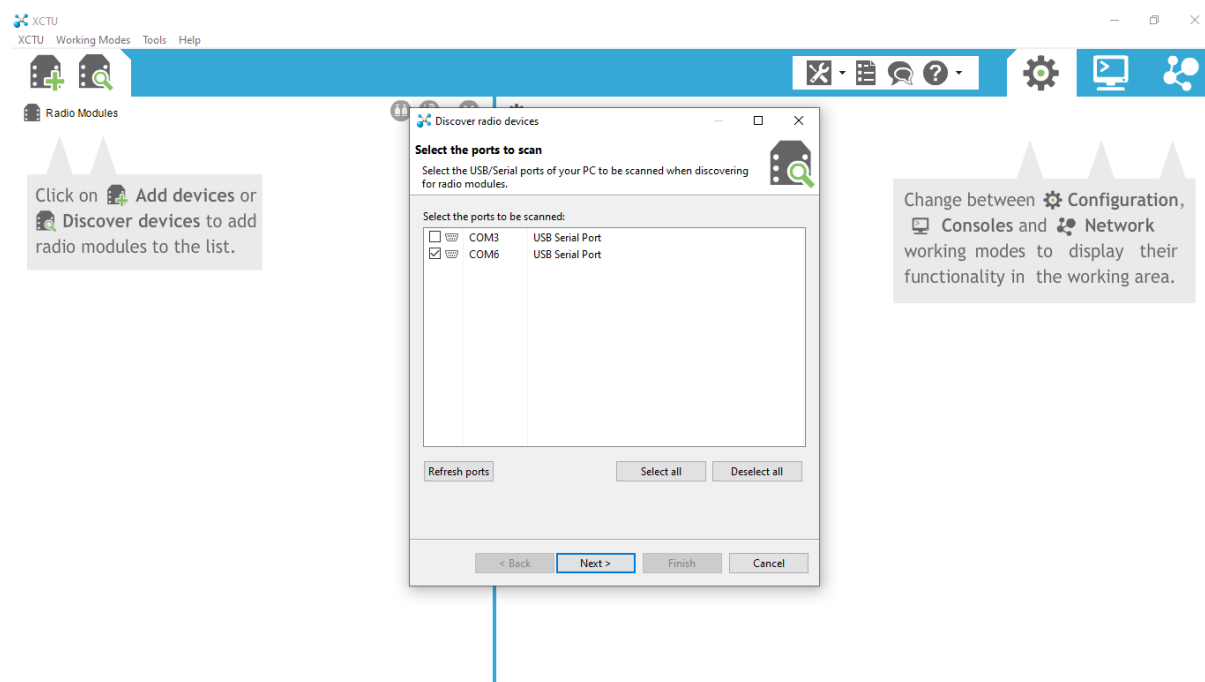 XCTU
XCTU Working Modes Tools Help
Radio Modules
Click on Add devices or
Discover devices to add
radio modules to the list.
Discover radio devices
Select the ports to scan
Select the USB/Serial ports of your PC to be scanned when discovering
for radio modules.
Select the ports to be scanned:
COM3 USB Serial Port
COM6 USB Serial Port
Refresh ports Select all Deselect all
< Back Next > Finish Cancel
Change between Configuration,
Consoles and Network
working modes to display their
functionality in the working area.